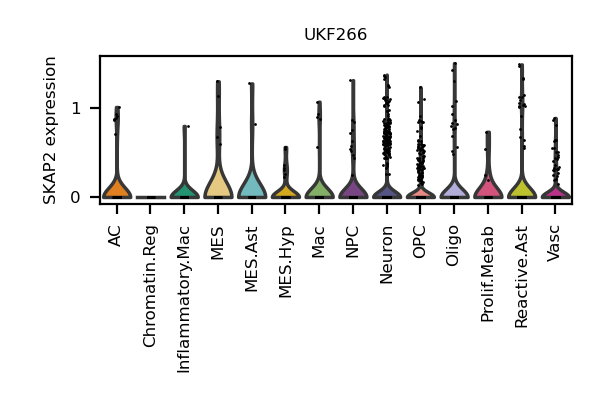 UKF266
SKAP2 expression
1
0
AC
Chromatin.Reg
Inflammatory.Mac
MES
MES.Ast
MES.Hyp
Mac
NPC
Neuron
OPC
Oligo
Prolif.Metab
Reactive.Ast
Vasc